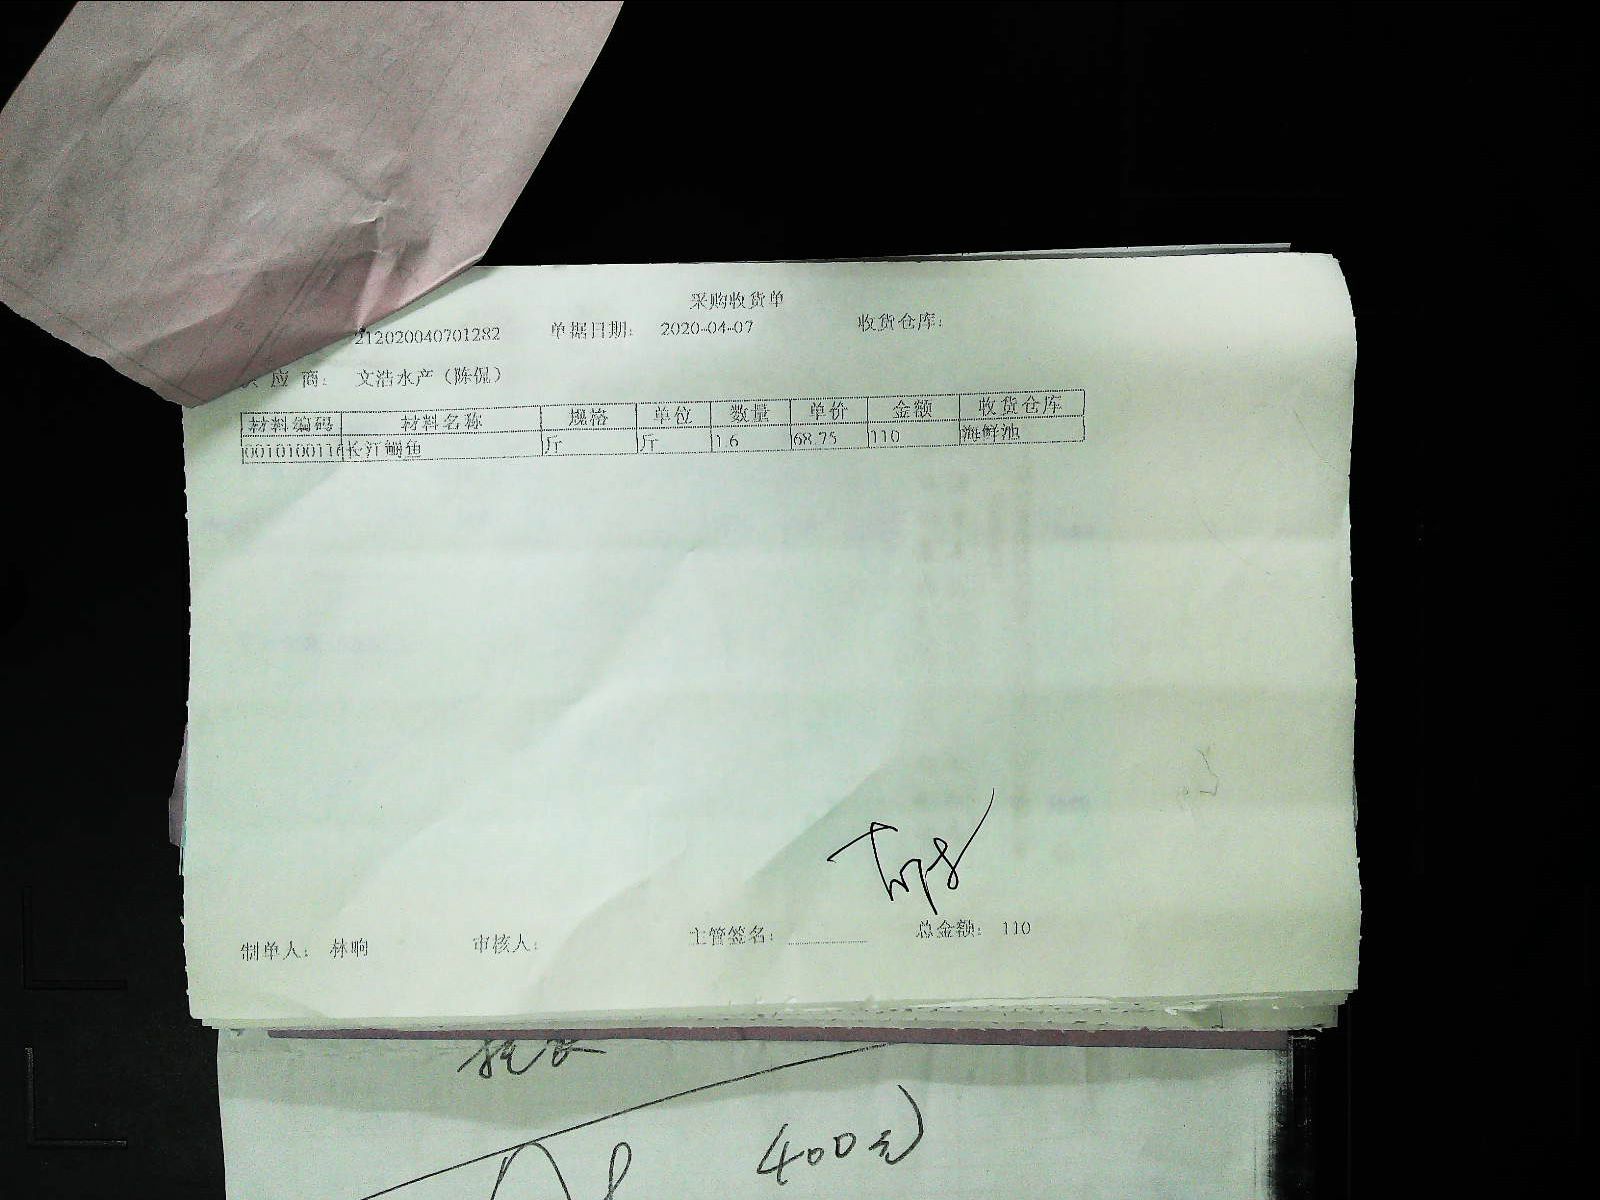 采购收货单
212020040701282 单据日期: 2020-04-07 收货仓库:
应 商: 文浩水产（陈侃）
材料编码 材料名称 规格 单位 数量 单价 金额 收货仓库
0010100116 长江鮰鱼 斤 斤 1.6 68.75 110 海鲜池
制单人: 林晌 审核人: 主管签名: 总金额: 110
400元)